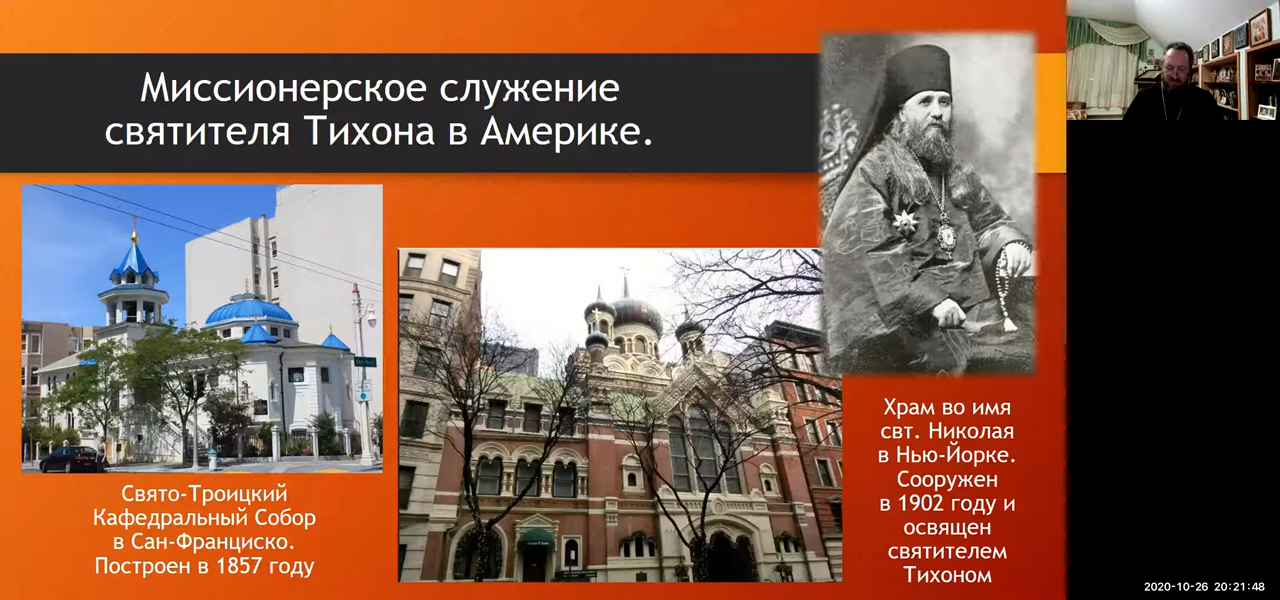 Миссионерское служение
святителя Тихона в Америке.
Свято-Троицкий
Кафедральный Собор
в Сан-Франциско.
Построен в 1857 году
Храм во имя
свт. Николая
в Нью-Йорке.
Сооружен
в 1902 году и
освящен
святителем
Тихоном
2020-10-26 20:21:48